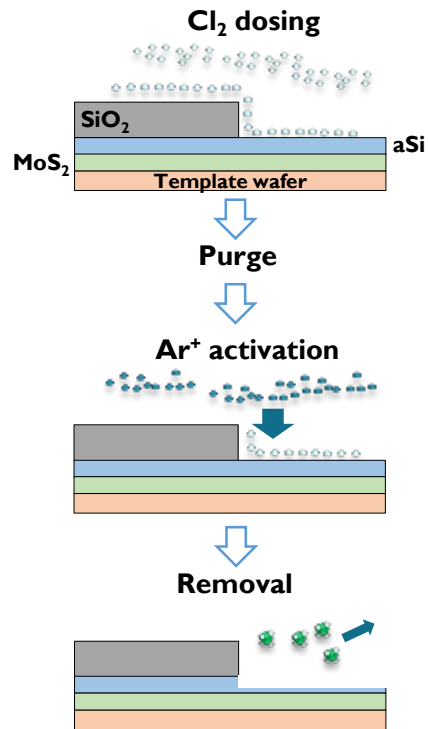 Cl₂ dosing
SiO₂
aSi
MoS₂
Template wafer
Purge
Ar⁺ activation
Removal